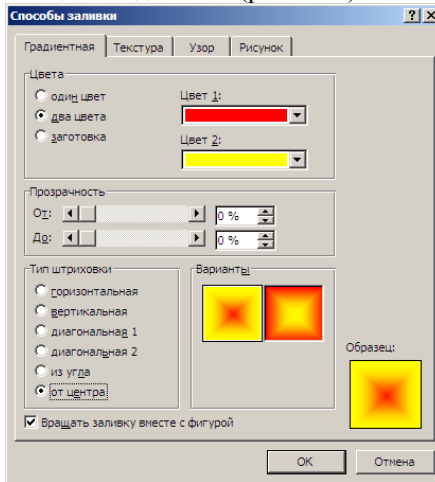 Способы заливки
Градиентная Текстура Узор Рисунок
Цвета
один цвет
два цвета
заготовка
Цвет 1:
Цвет 2:
Прозрачность
От: 0 %
До: 0 %
Тип штриховки
горизонтальная
вертикальная
диагональная 1
диагональная 2
из угла
от центра
Варианты
Образец:
Вращать заливку вместе с фигурой
ОК Отмена